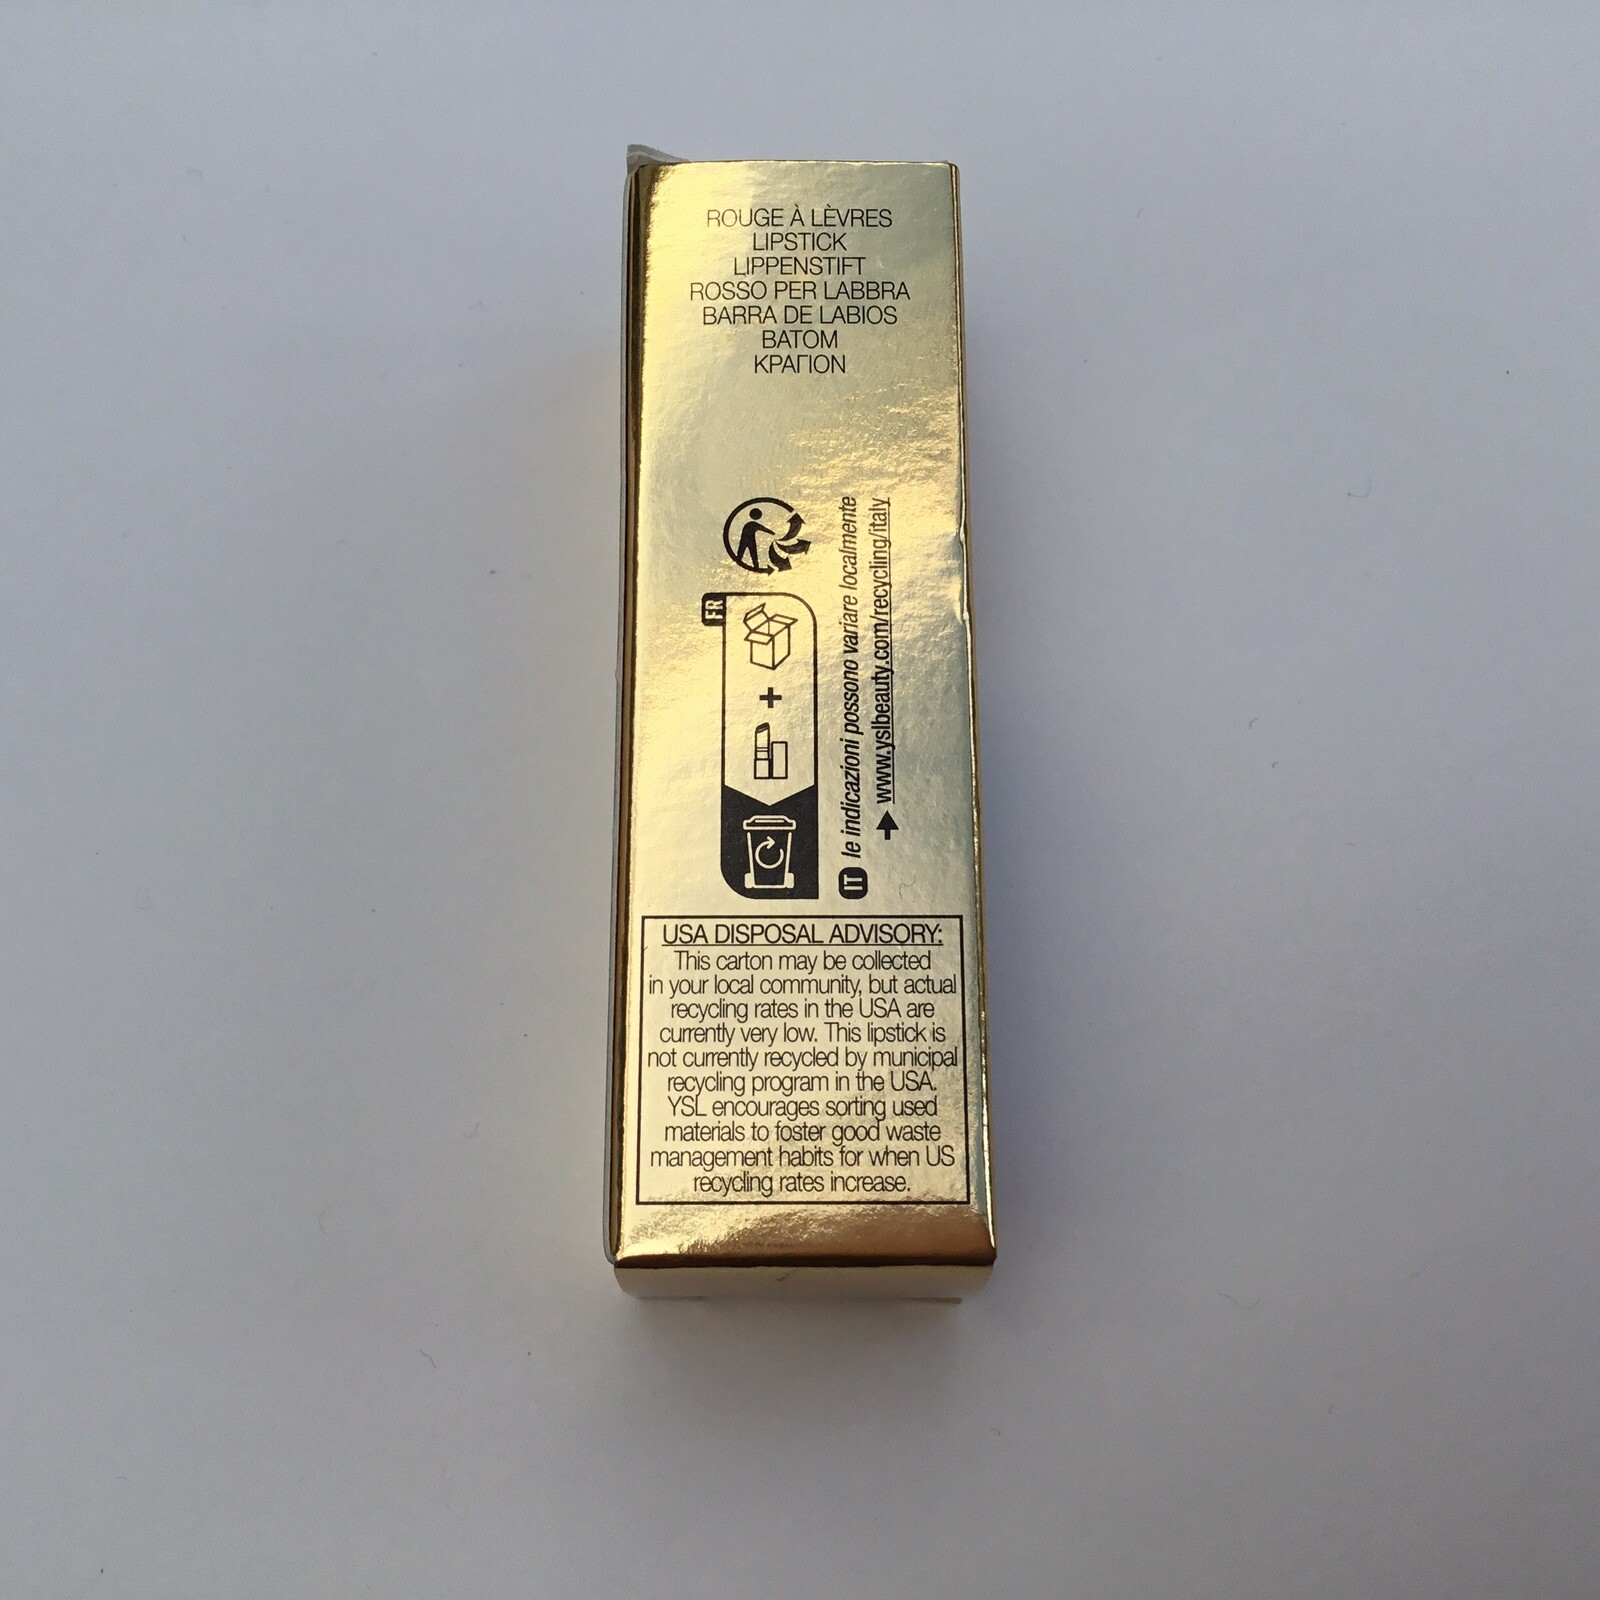 ROUGE À LÈVRES
LIPSTICK
LIPPENSTIFT
ROSSO PER LABBRA
BARRA DE LABIOS
BATOM
ΚΡΑΓΙΟΝ
FR
IT le indicazioni possono variare localmente
www.yslbeauty.com/recycling/italy
USA DISPOSAL ADVISORY:
This carton may be collected
in your local community, but actual
recycling rates in the USA are
currently very low. This lipstick is
not currently recycled by municipal
recycling program in the USA.
YSL encourages sorting used
materials to foster good waste
management habits for when US
recycling rates increase.